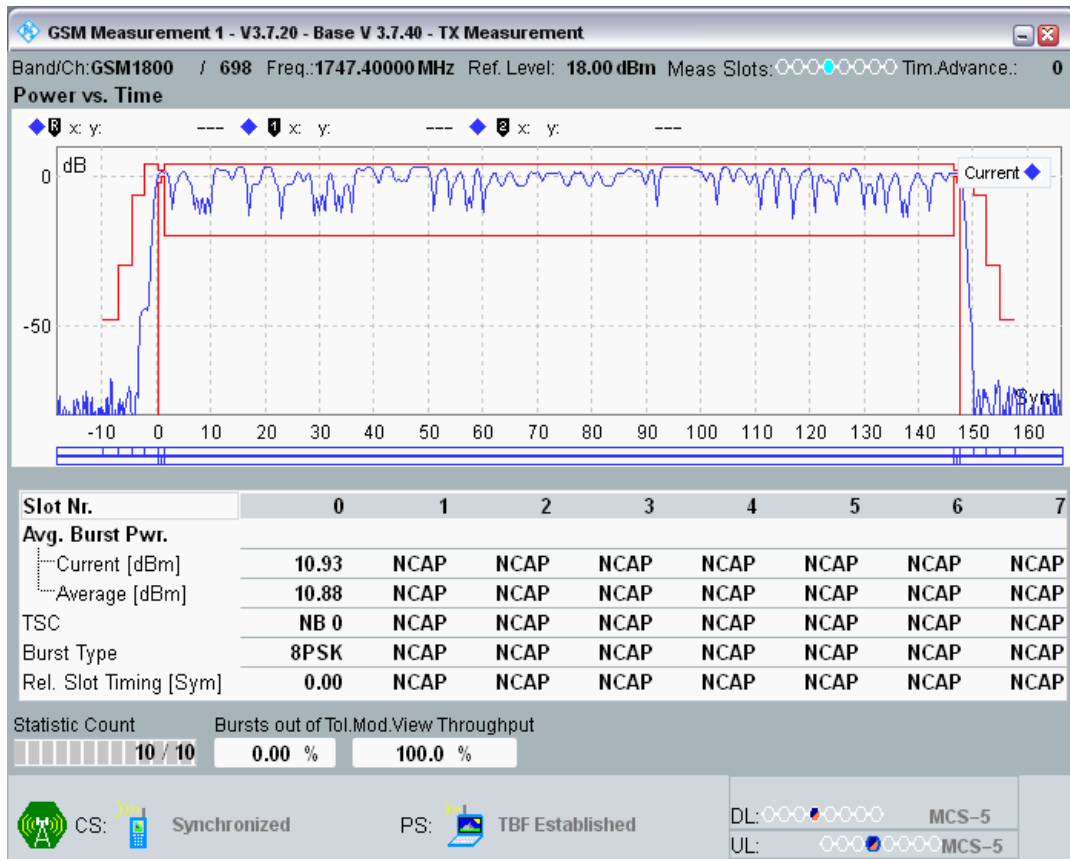 GSM Measurement 1 - V3.7.20 - Base V 3.7.40 - TX Measurement
Band/Ch:GSM1800 / 698 Freq.:1747.40000 MHz Ref. Level: 18.00 dBm Meas Slots: Tim.Advance.: 0
Power vs. Time
R x: y: --- 1 x: y: --- 2 x: y: ---
dB
Current
0
-50
Sym
-10 0 10 20 30 40 50 60 70 80 90 100 110 120 130 140 150 160
Slot Nr. 0 1 2 3 4 5 6 7
Avg. Burst Pwr.
Current [dBm] 10.93 NCAP NCAP NCAP NCAP NCAP NCAP NCAP
Average [dBm] 10.88 NCAP NCAP NCAP NCAP NCAP NCAP NCAP
TSC NB 0 NCAP NCAP NCAP NCAP NCAP NCAP NCAP
Burst Type 8PSK NCAP NCAP NCAP NCAP NCAP NCAP NCAP
Rel. Slot Timing [Sym] 0.00 NCAP NCAP NCAP NCAP NCAP NCAP NCAP
Statistic Count Bursts out of Tol.Mod.View Throughput
10 / 10 0.00 % 100.0 %
CS: Synchronized PS: TBF Established DL: MCS-5
UL: MCS-5